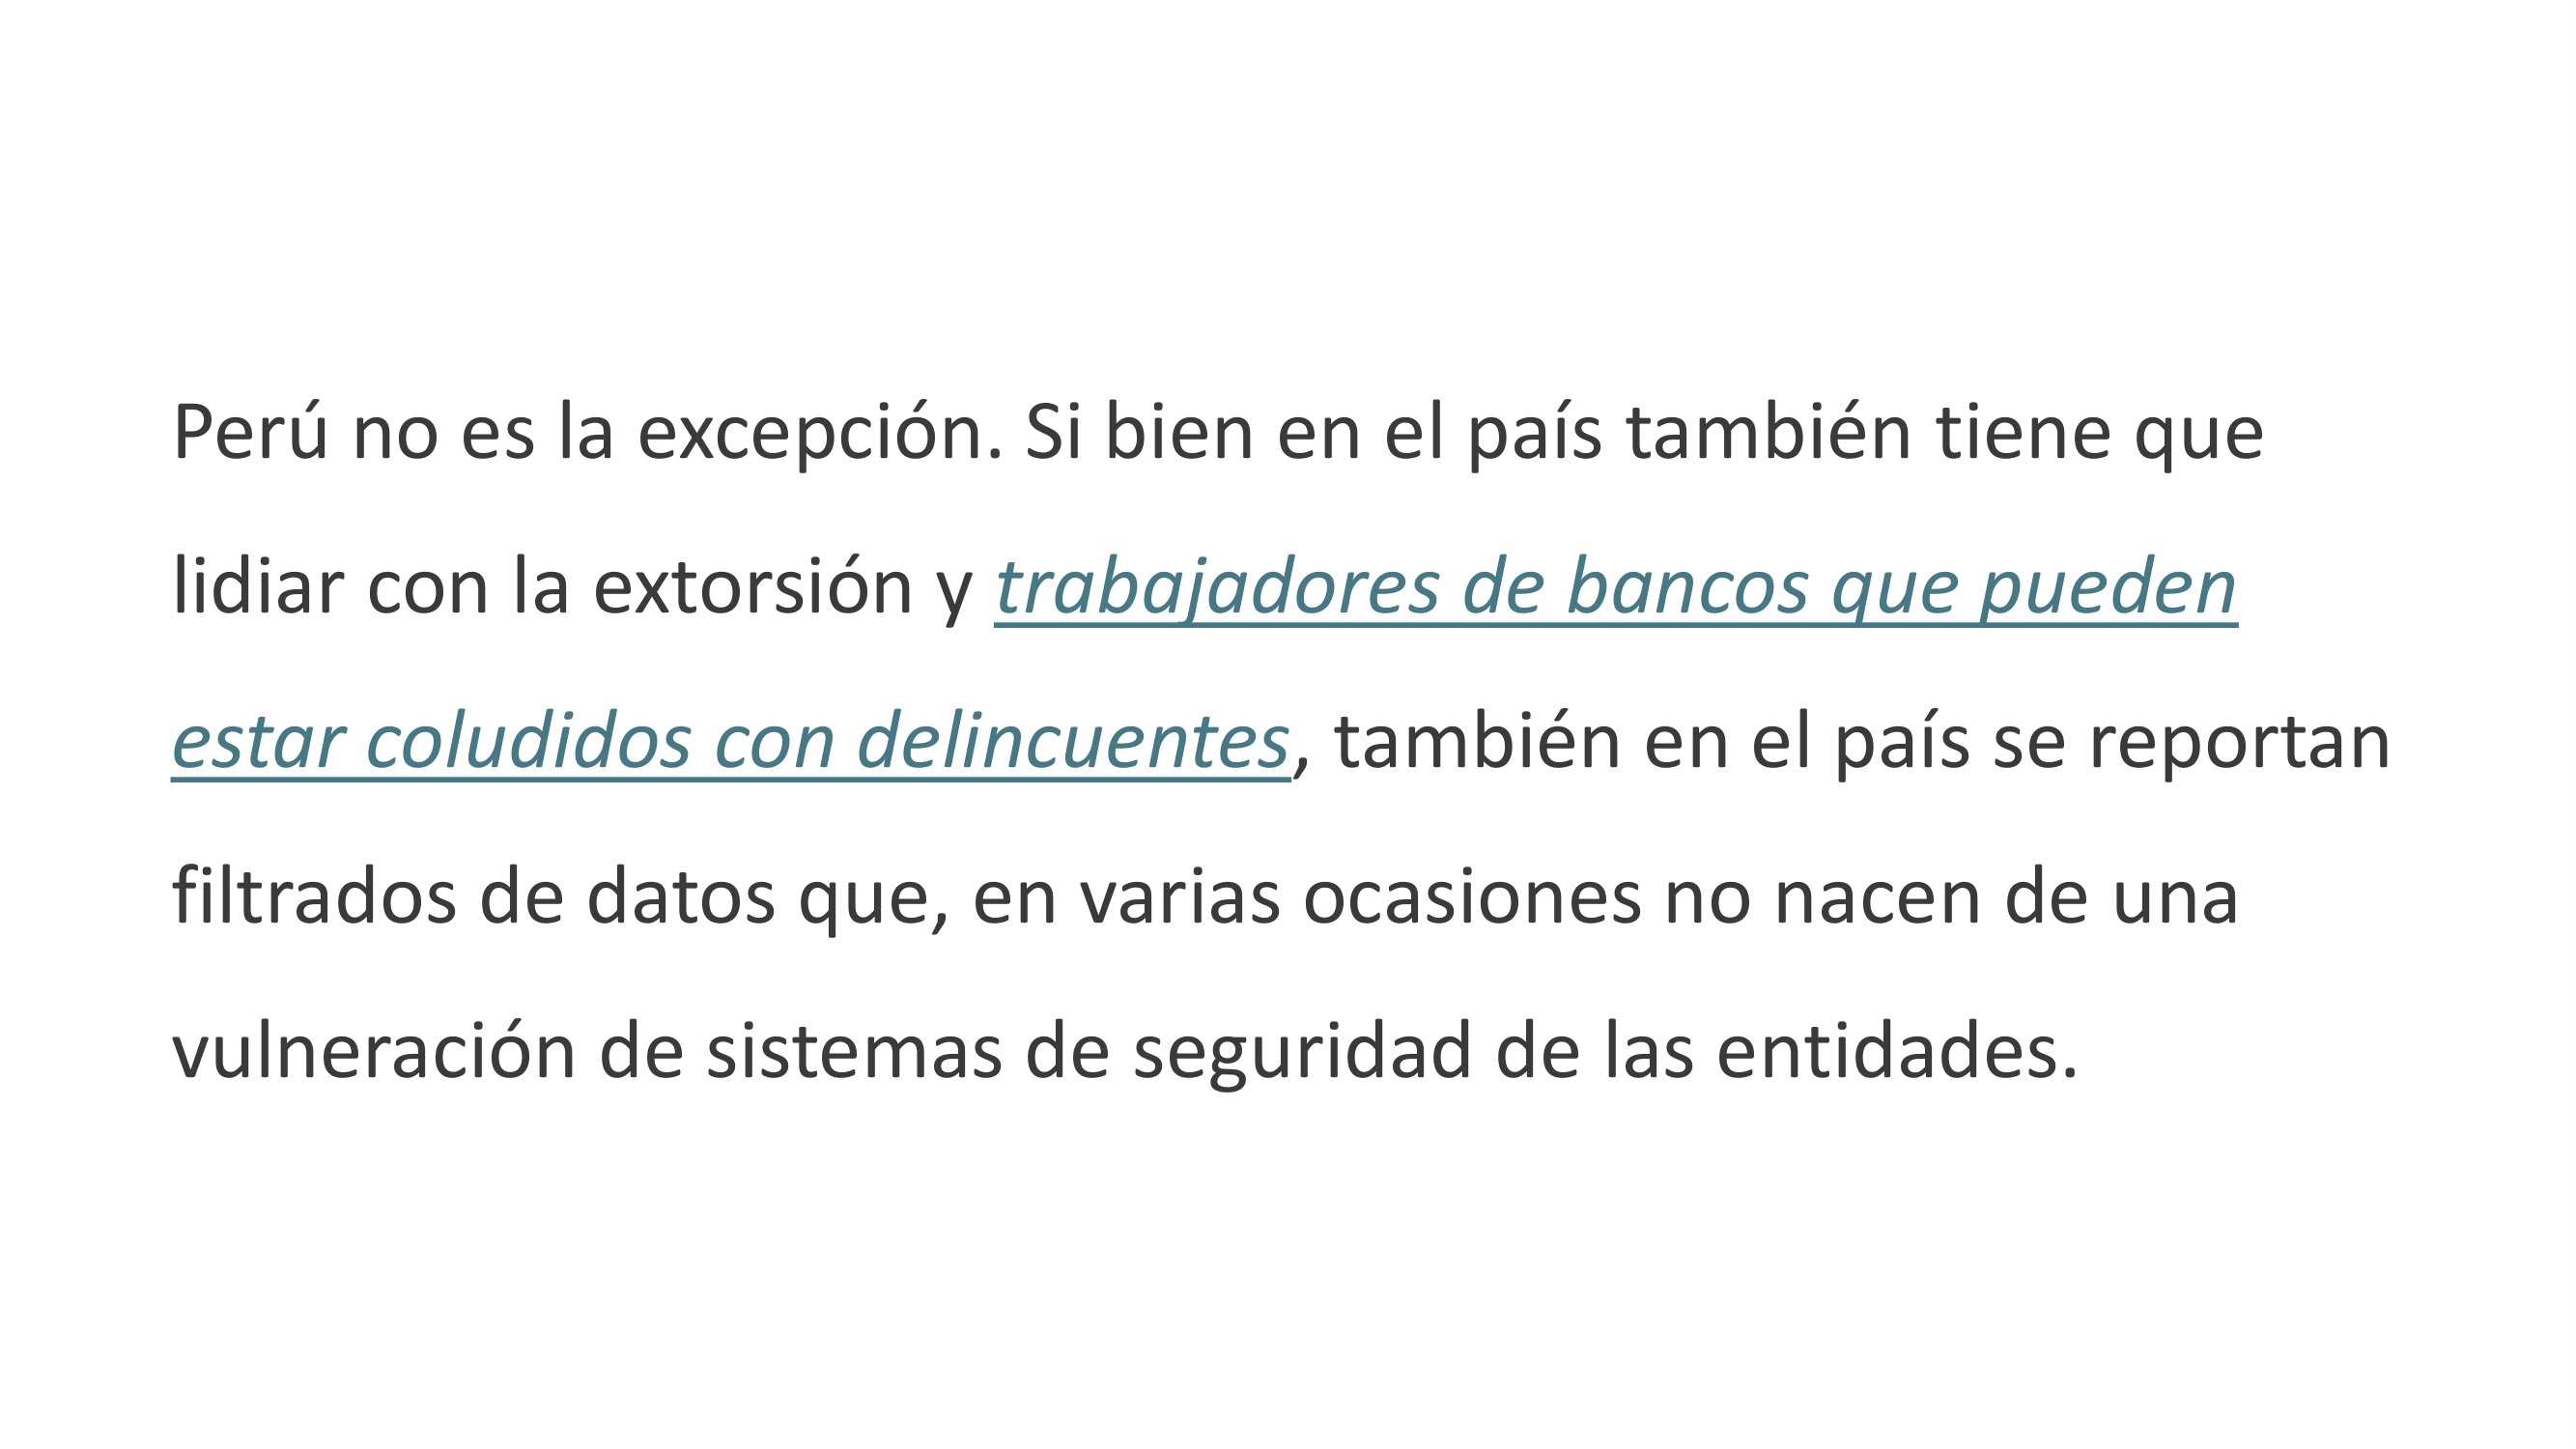 Perú no es la excepción. Si bien en el país también tiene que
lidiar con la extorsión y trabajadores de bancos que pueden
estar coludidos con delincuentes, también en el país se reportan
filtrados de datos que, en varias ocasiones no nacen de una
vulneración de sistemas de seguridad de las entidades.